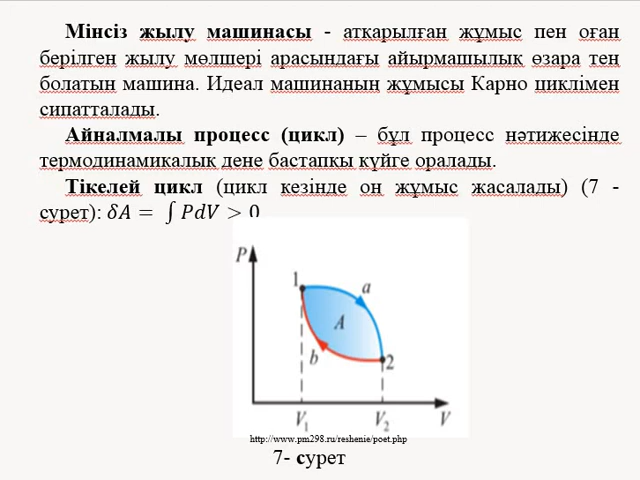 Мінсіз жылу машинасы - атқарылған жұмыс пен оған
берілген жылу мөлшері арасындағы айырмашылық өзара тең
болатын машина. Идеал машинаның жұмысы Карно циклімен
сипатталады.
Айналмалы процесс (цикл) – бұл процесс нәтижесінде
термодинамикалық дене бастапқы күйге оралады.
Тікелей цикл (цикл кезінде оң жұмыс жасалады) (7 -
сурет): 𝛿𝐴 = ∫ 𝑃𝑑𝑉 > 0
P
1
a
A
b
2
V₁ V₂ V
http://www.pm298.ru/reshenie/poet.php
7- сурет